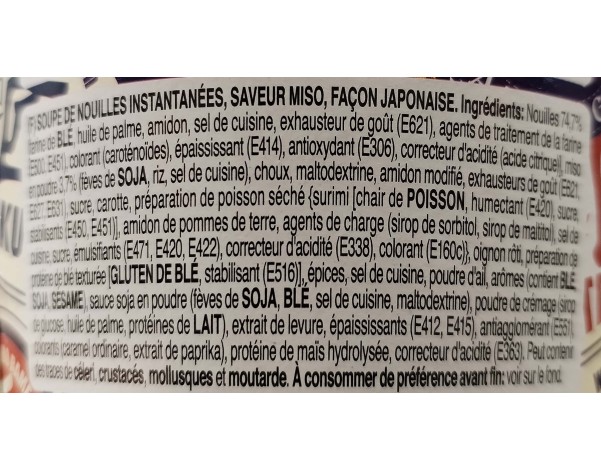 (F) SOUPE DE NOUILLES INSTANTANÉES, SAVEUR MISO, FAÇON JAPONAISE. Ingrédients: Nouilles 74,7%
farine de BLÉ, huile de palme, amidon, sel de cuisine, exhausteur de goût (E621), agents de traitement de la farine
(E500, E451), colorant (caroténoïdes), épaississant (E414), antioxydant (E306), correcteur d'acidité (acide citrique)], miso
en poudre 3,7% (fèves de SOJA, riz, sel de cuisine), choux, maltodextrine, amidon modifié, exhausteurs de goût (E621,
E627, E631), sucre, carotte, préparation de poisson séché {surimi [chair de POISSON, humectant (E420), sucre,
stabilisants (E450, E451)], amidon de pommes de terre, agents de charge (sirop de sorbitol, sirop de maltitol), sel de
cuisine, sucre, émulsifiants (E471, E420, E422), correcteur d'acidité (E338), colorant (E160c)}, oignon rôti, préparation de
protéine de blé texturée [GLUTEN DE BLÉ, stabilisant (E516)], épices, sel de cuisine, poudre d'ail, arômes (contient BLÉ,
SOJA, SESAME), sauce soja en poudre (fèves de SOJA, BLÉ, sel de cuisine, maltodextrine), poudre de crémage (sirop
de glucose, huile de palme, protéines de LAIT), extrait de levure, épaississants (E412, E415), antiagglomérant (E551),
colorants (caramel ordinaire, extrait de paprika), protéine de maïs hydrolysée, correcteur d'acidité (E363). Peut contenir
des traces de céleri, crustacés, mollusques et moutarde. À consommer de préférence avant fin: voir sur le fond.
KU